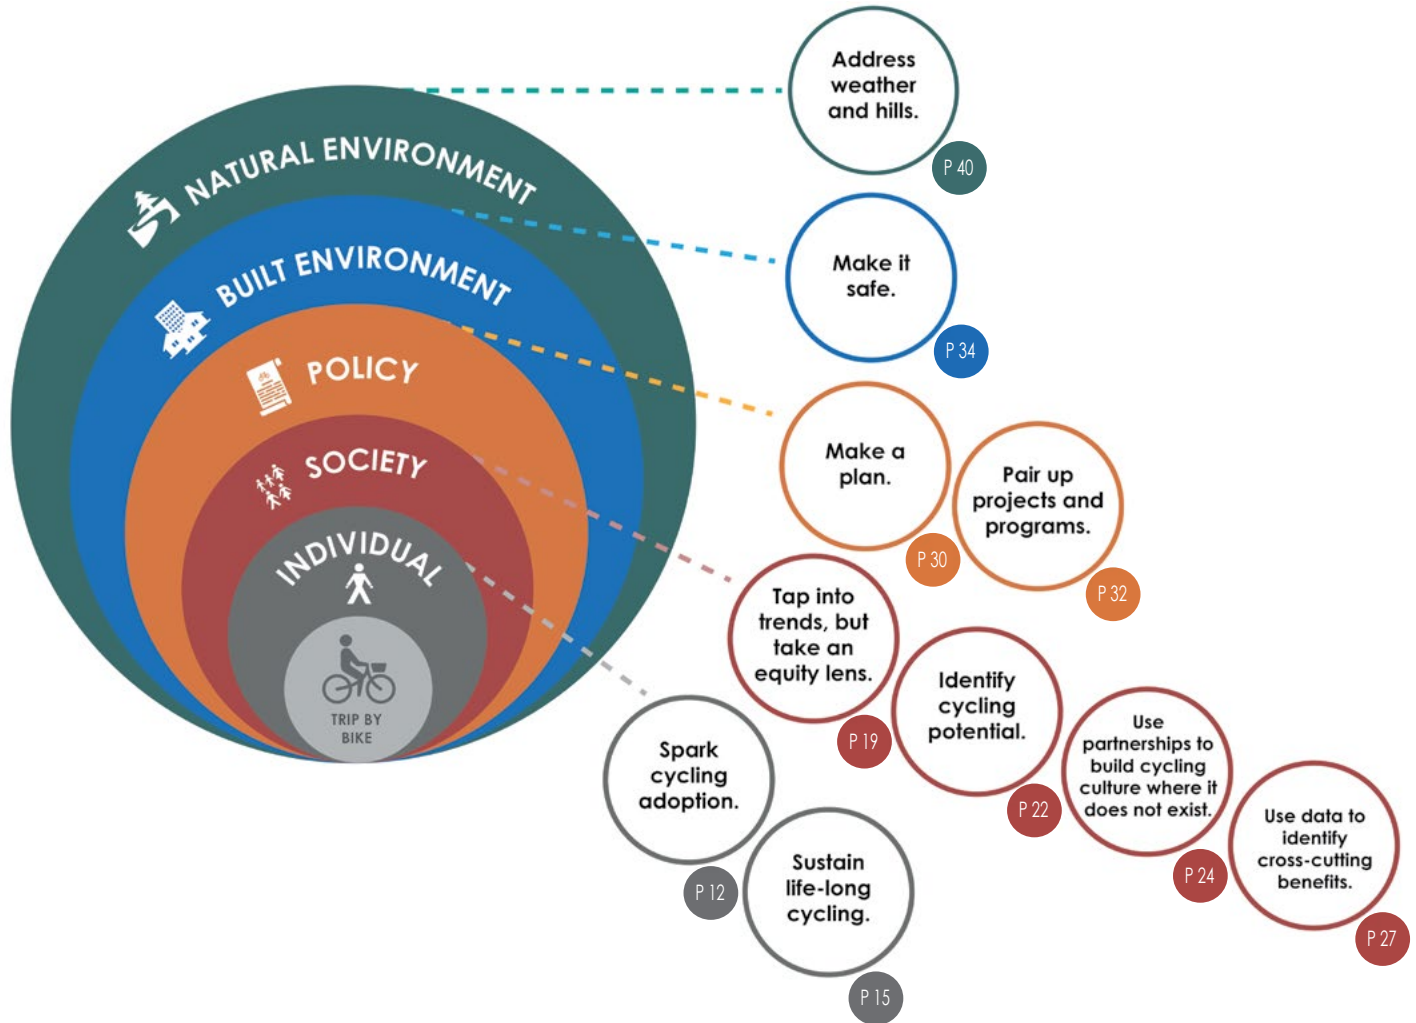 NATURAL ENVIRONMENT
BUILT ENVIRONMENT
POLICY
SOCIETY
INDIVIDUAL
TRIP BY
BIKE
Address
weather
and hills.
P 40
Make it
safe.
P 34
Make a
plan.
P 30
Pair up
projects and
programs.
P 32
Tap into
trends, but
take an
equity lens.
P 19
Identify
cycling
potential.
P 22
Use
partnerships to
build cycling
culture where it
does not exist.
P 24
Use data to
identify
cross-cutting
benefits.
P 27
Spark
cycling
adoption.
P 12
Sustain
life-long
cycling.
P 15